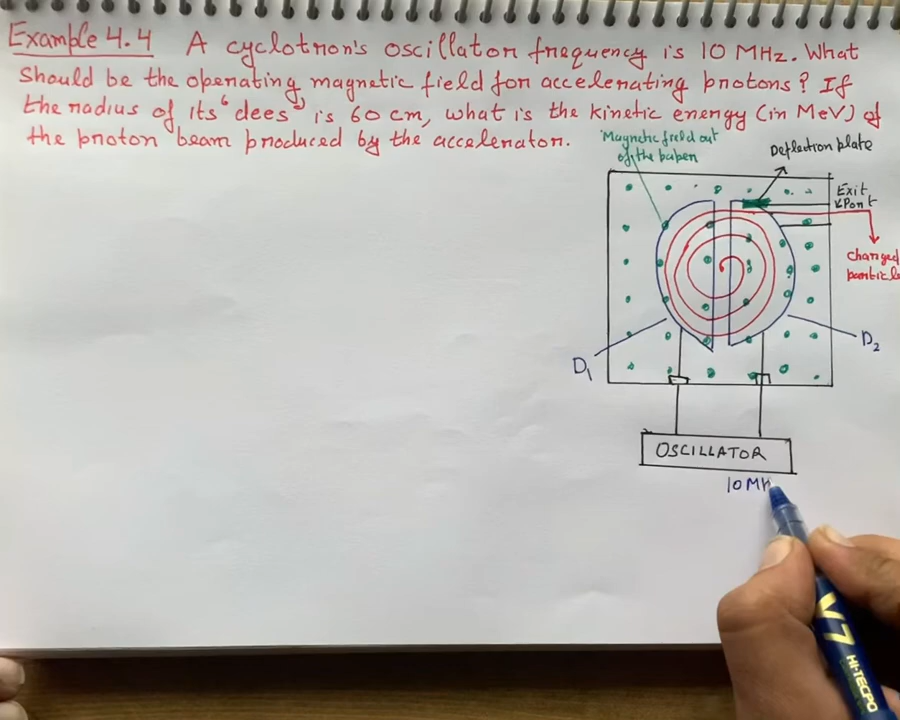 Example 4.4 A cyclotron's oscillator frequency is 10 MHz. What
should be the operating magnetic field for accelerating protons? If
the radius of its "dees" is 60 cm, what is the kinetic energy (in MeV) of
the proton beam produced by the accelerator.
Magnetic field out
of the paper
Deflection plate
Exit
Port
Charged
particle
D1
D2
OSCILLATOR
10 MH
V7
HI-TECPO